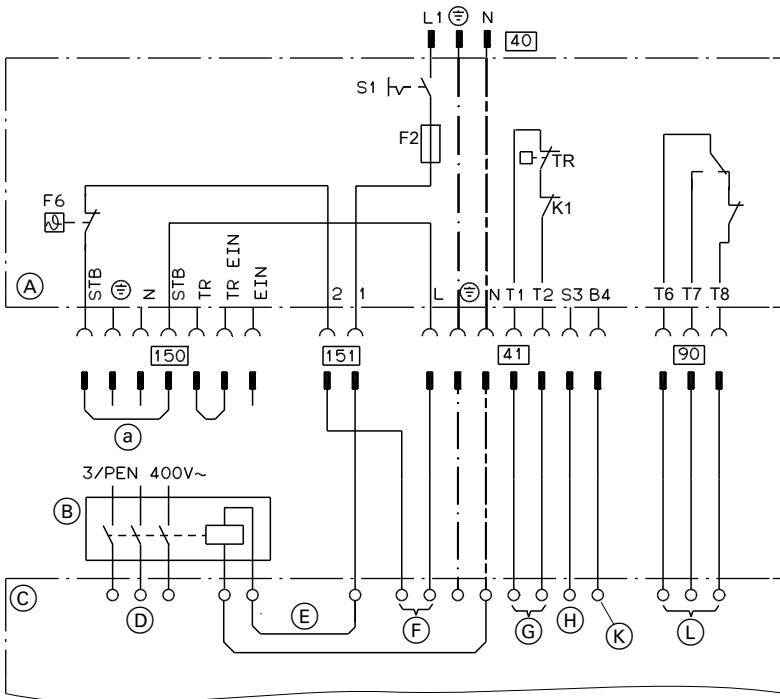 L1 ⏚ N 40
S1
F2
TR
F6
K1
A STB ⏚ N STB TR TR EIN EIN 2 1 L ⏚ N T1 T2 S3 B4 T6 T7 T8
150 151 41 90
a
3/PEN 400V~
B
C
D E F G H K L